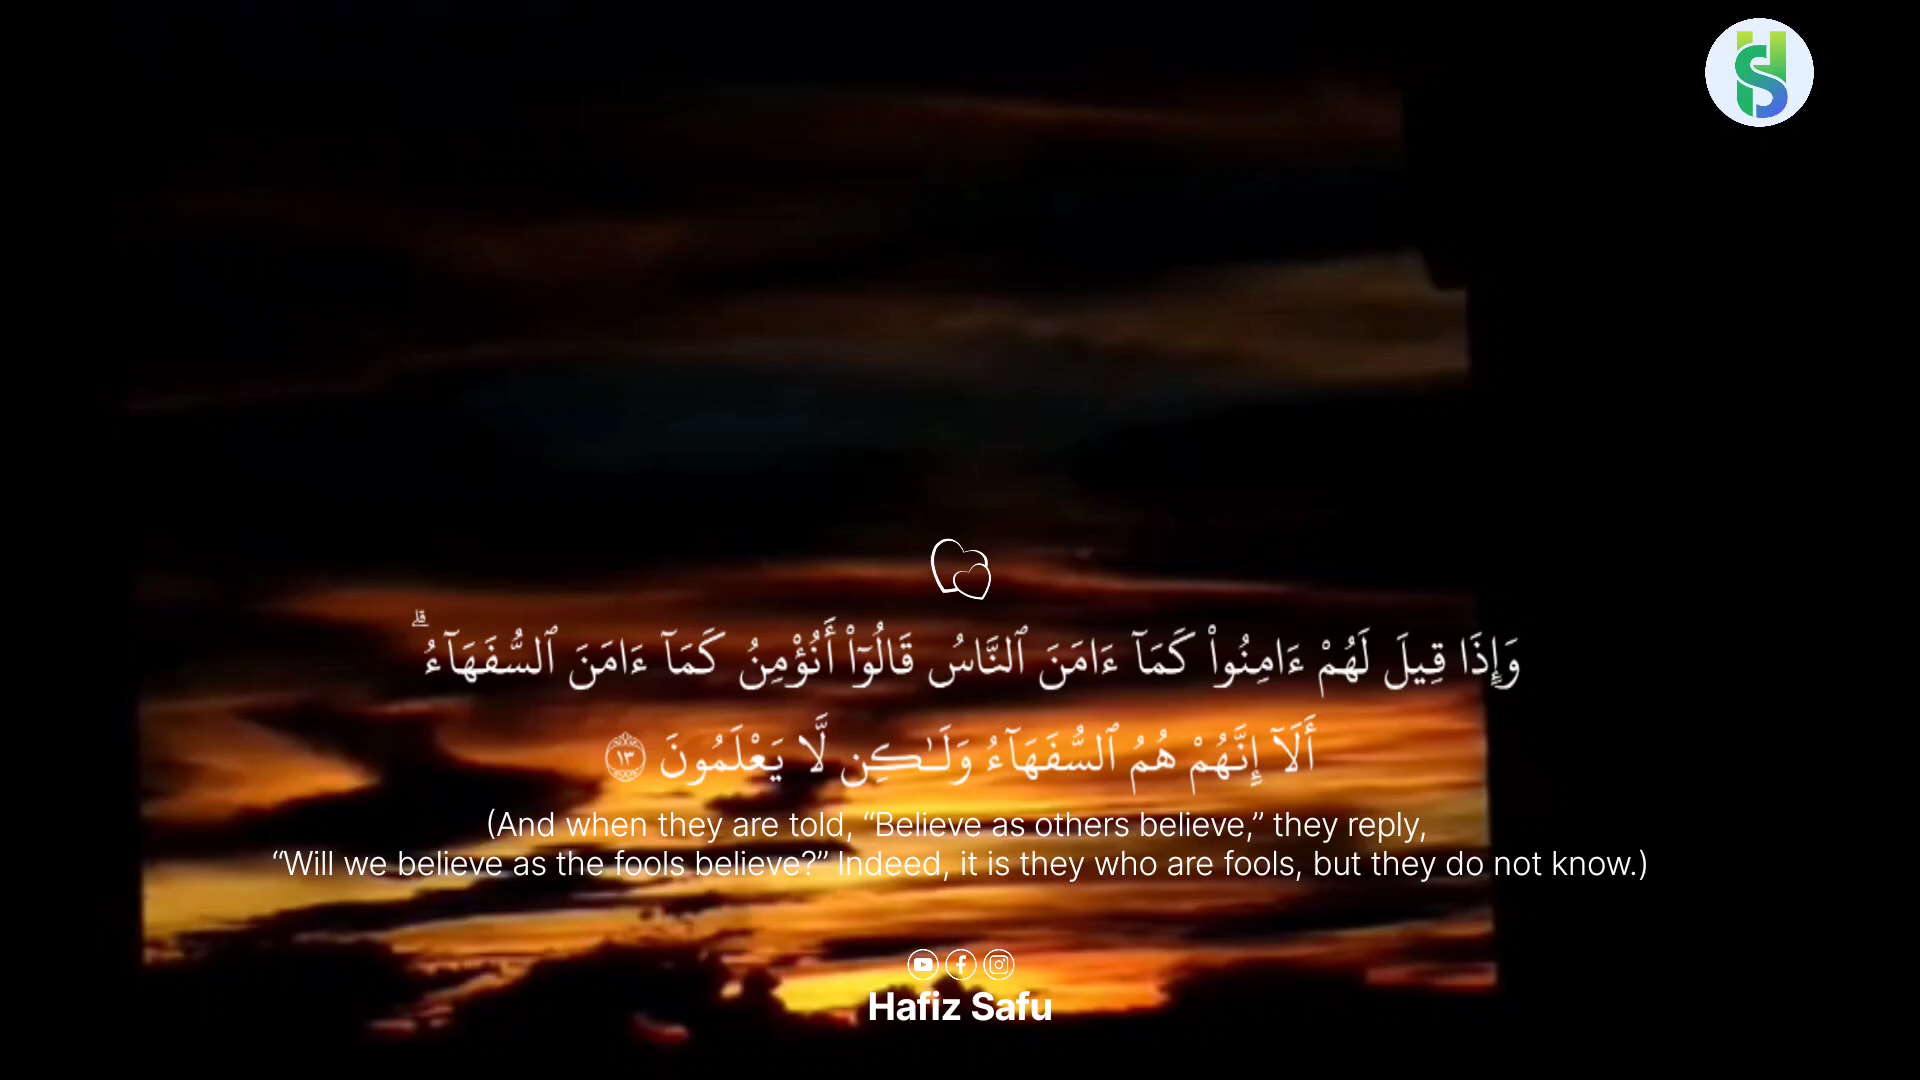 وَإِذَا قِيلَ لَهُمْ ءَامِنُوا۟ كَمَآ ءَامَنَ ٱلنَّاسُ قَالُوٓا۟ أَنُؤْمِنُ كَمَآ ءَامَنَ ٱلسُّفَهَآءُ ۗ
أَلَآ إِنَّهُمْ هُمُ ٱلسُّفَهَآءُ وَلَـٰكِن لَّا يَعْلَمُونَ ١٣
(And when they are told, “Believe as others believe,” they reply,
“Will we believe as the fools believe?” Indeed, it is they who are fools, but they do not know.)
Hafiz Safu